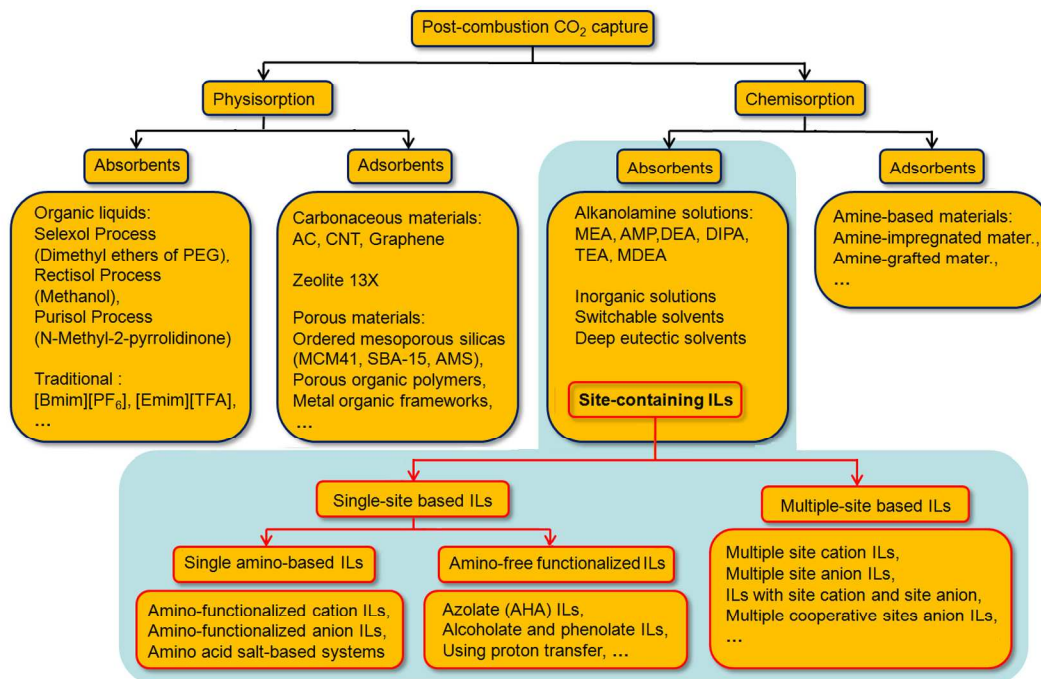 Post-combustion CO₂ capture
Physisorption
Chemisorption
Absorbents
Adsorbents
Absorbents
Adsorbents
Organic liquids:
Selexol Process
(Dimethyl ethers of PEG),
Rectisol Process
(Methanol),
Purisol Process
(N-Methyl-2-pyrrolidinone)
Traditional :
[Bmim][PF₆], [Emim][TFA],
...
Carbonaceous materials:
AC, CNT, Graphene
Zeolite 13X
Porous materials:
Ordered mesoporous silicas
(MCM41, SBA-15, AMS),
Porous organic polymers,
Metal organic frameworks,
...
Alkanolamine solutions:
MEA, AMP,DEA, DIPA,
TEA, MDEA
Inorganic solutions
Switchable solvents
Deep eutectic solvents
Site-containing ILs
Amine-based materials:
Amine-impregnated mater.,
Amine-grafted mater.,
...
Single-site based ILs
Multiple-site based ILs
Single amino-based ILs
Amino-free functionalized ILs
Amino-functionalized cation ILs,
Amino-functionalized anion ILs,
Amino acid salt-based systems
Azolate (AHA) ILs,
Alcoholate and phenolate ILs,
Using proton transfer, ...
Multiple site cation ILs,
Multiple site anion ILs,
ILs with site cation and site anion,
Multiple cooperative sites anion ILs,
...